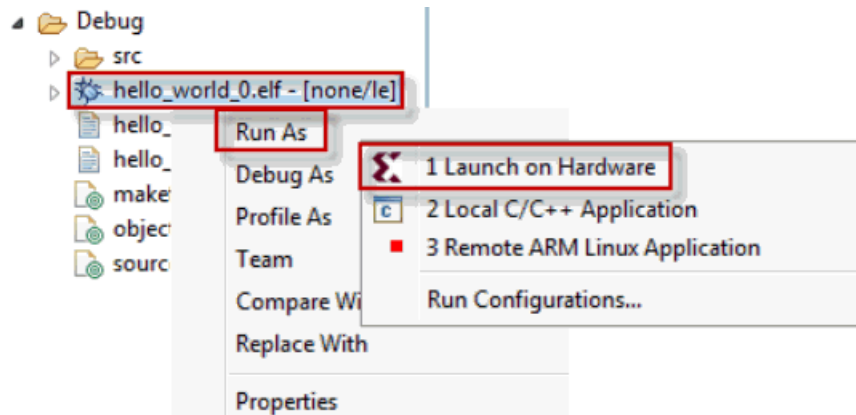 Debug
src
hello_world_0.elf - [none/le]
hello_
hello_
make
object
sourc
Run As
Debug As
Profile As
Team
Compare Wi
Replace With
Properties
1 Launch on Hardware
c
2 Local C/C++ Application
3 Remote ARM Linux Application
Run Configurations...